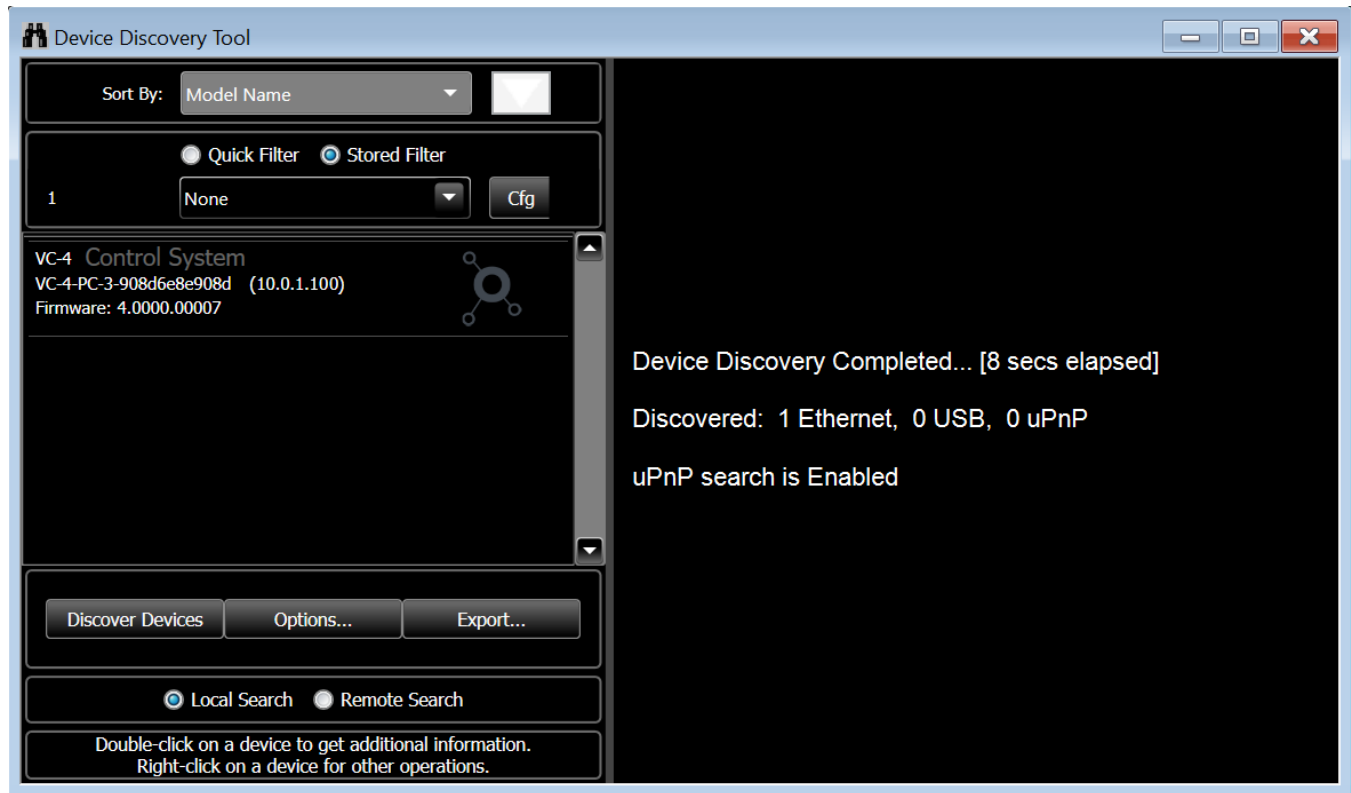 Device Discovery Tool
Sort By: Model Name
Quick Filter Stored Filter
1 None Cfg
VC-4 Control System
VC-4-PC-3-908d6e8e908d (10.0.1.100)
Firmware: 4.0000.00007
Discover Devices Options... Export...
Local Search Remote Search
Double-click on a device to get additional information.
Right-click on a device for other operations.
Device Discovery Completed... [8 secs elapsed]
Discovered: 1 Ethernet, 0 USB, 0 uPnP
uPnP search is Enabled